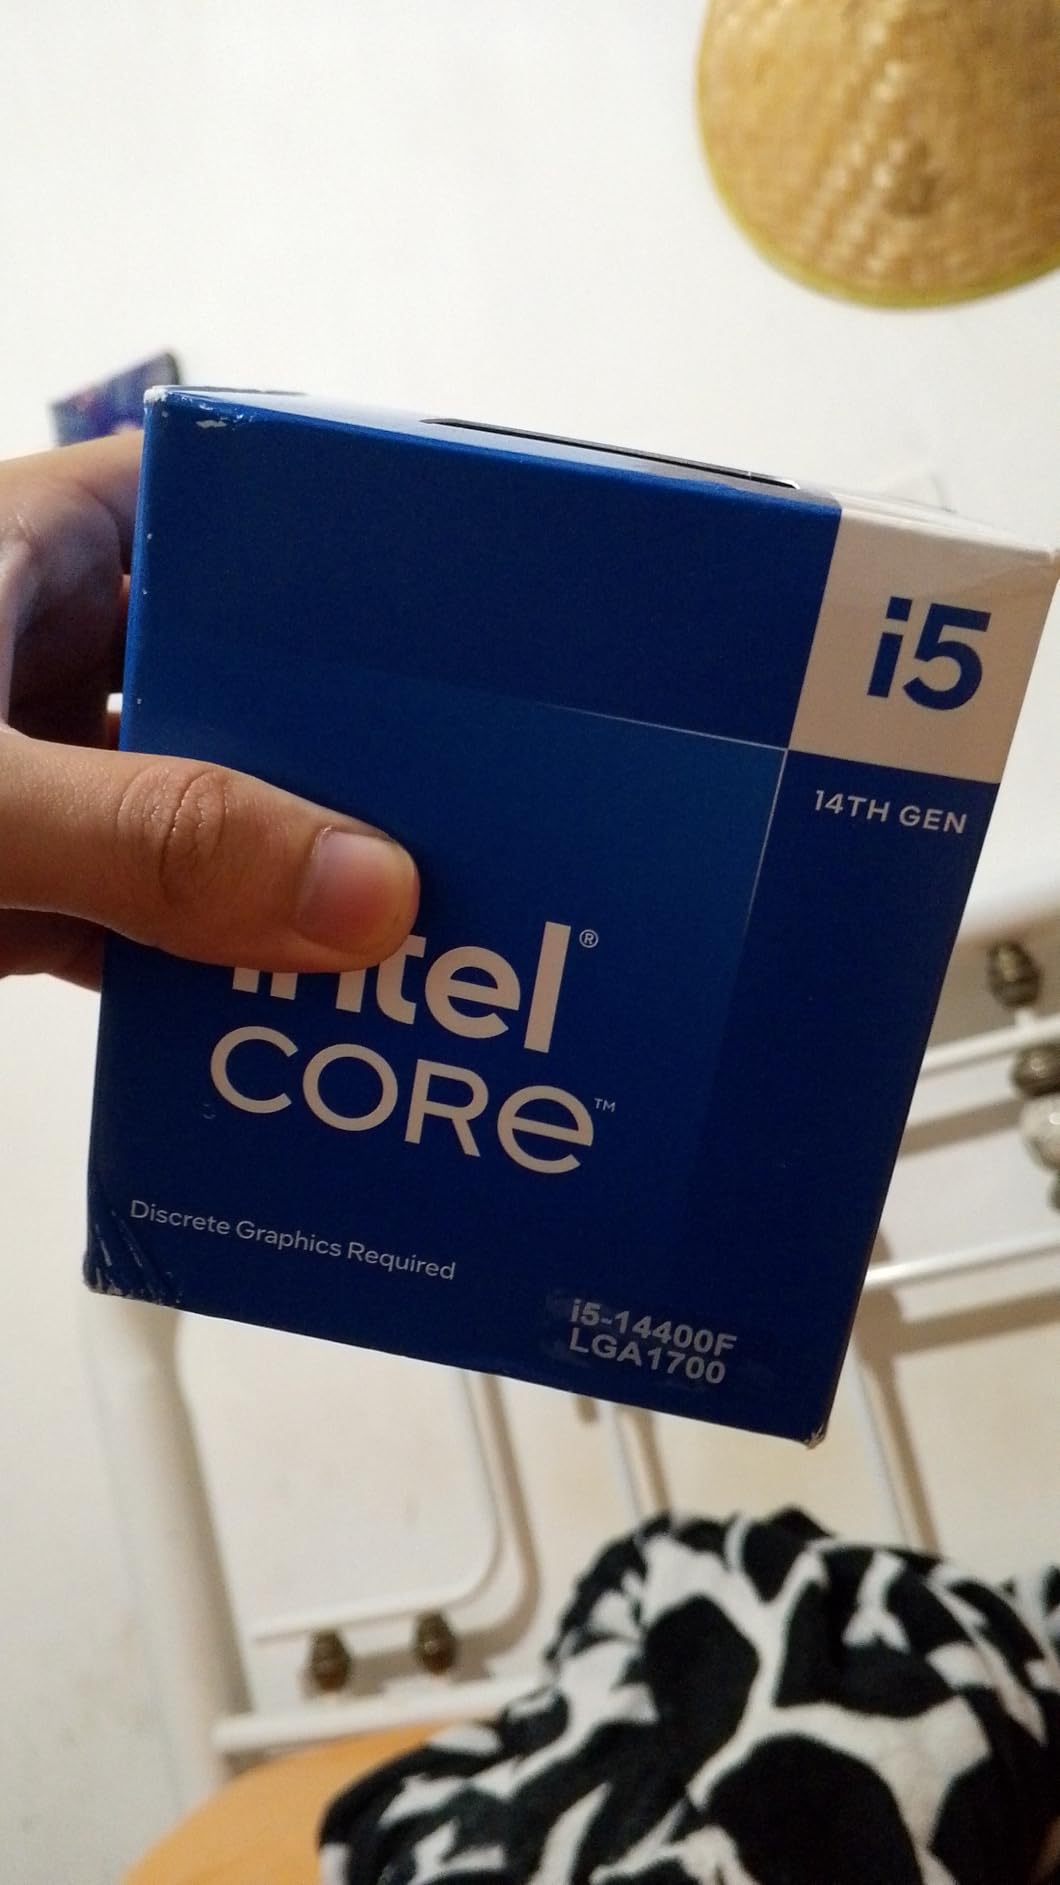 i5
14TH GEN
intel®
CORE™
Discrete Graphics Required
i5-14400F
LGA1700